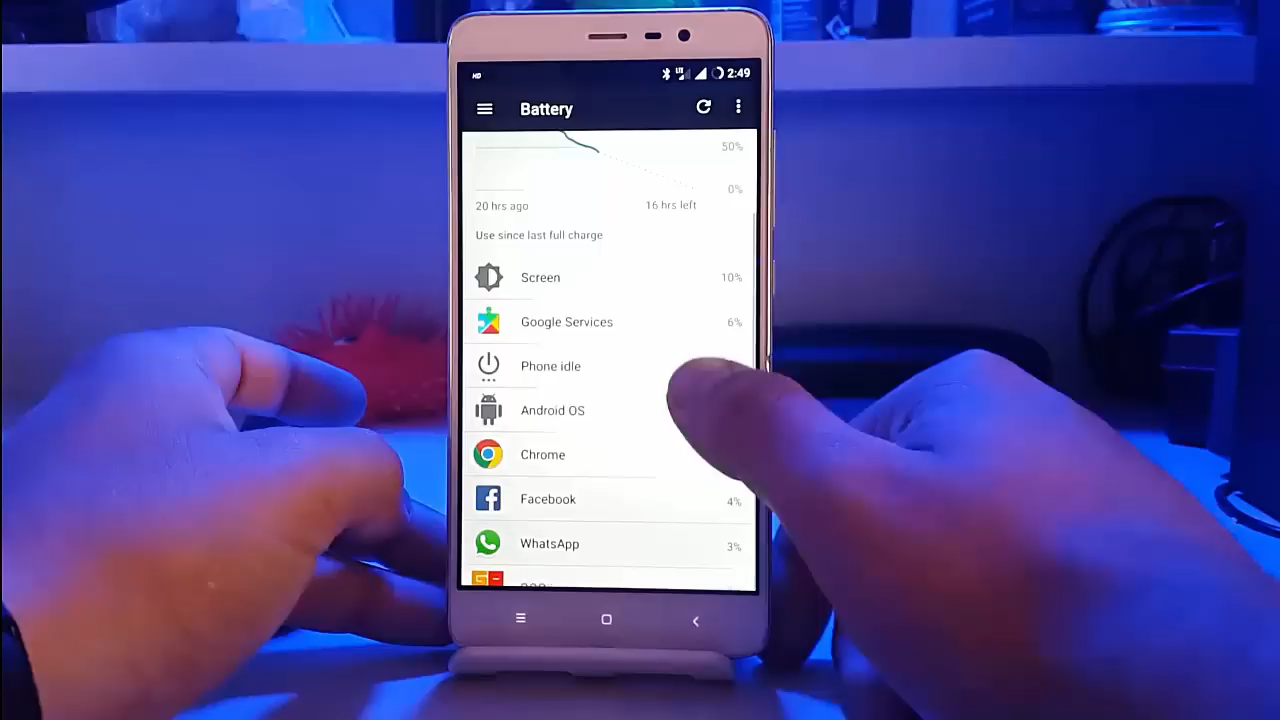 HD LTE 2:49
Battery
50%
0%
20 hrs ago 16 hrs left
Use since last full charge
Screen 10%
Google Services 6%
Phone idle
Android OS
Chrome
Facebook 4%
WhatsApp 3%